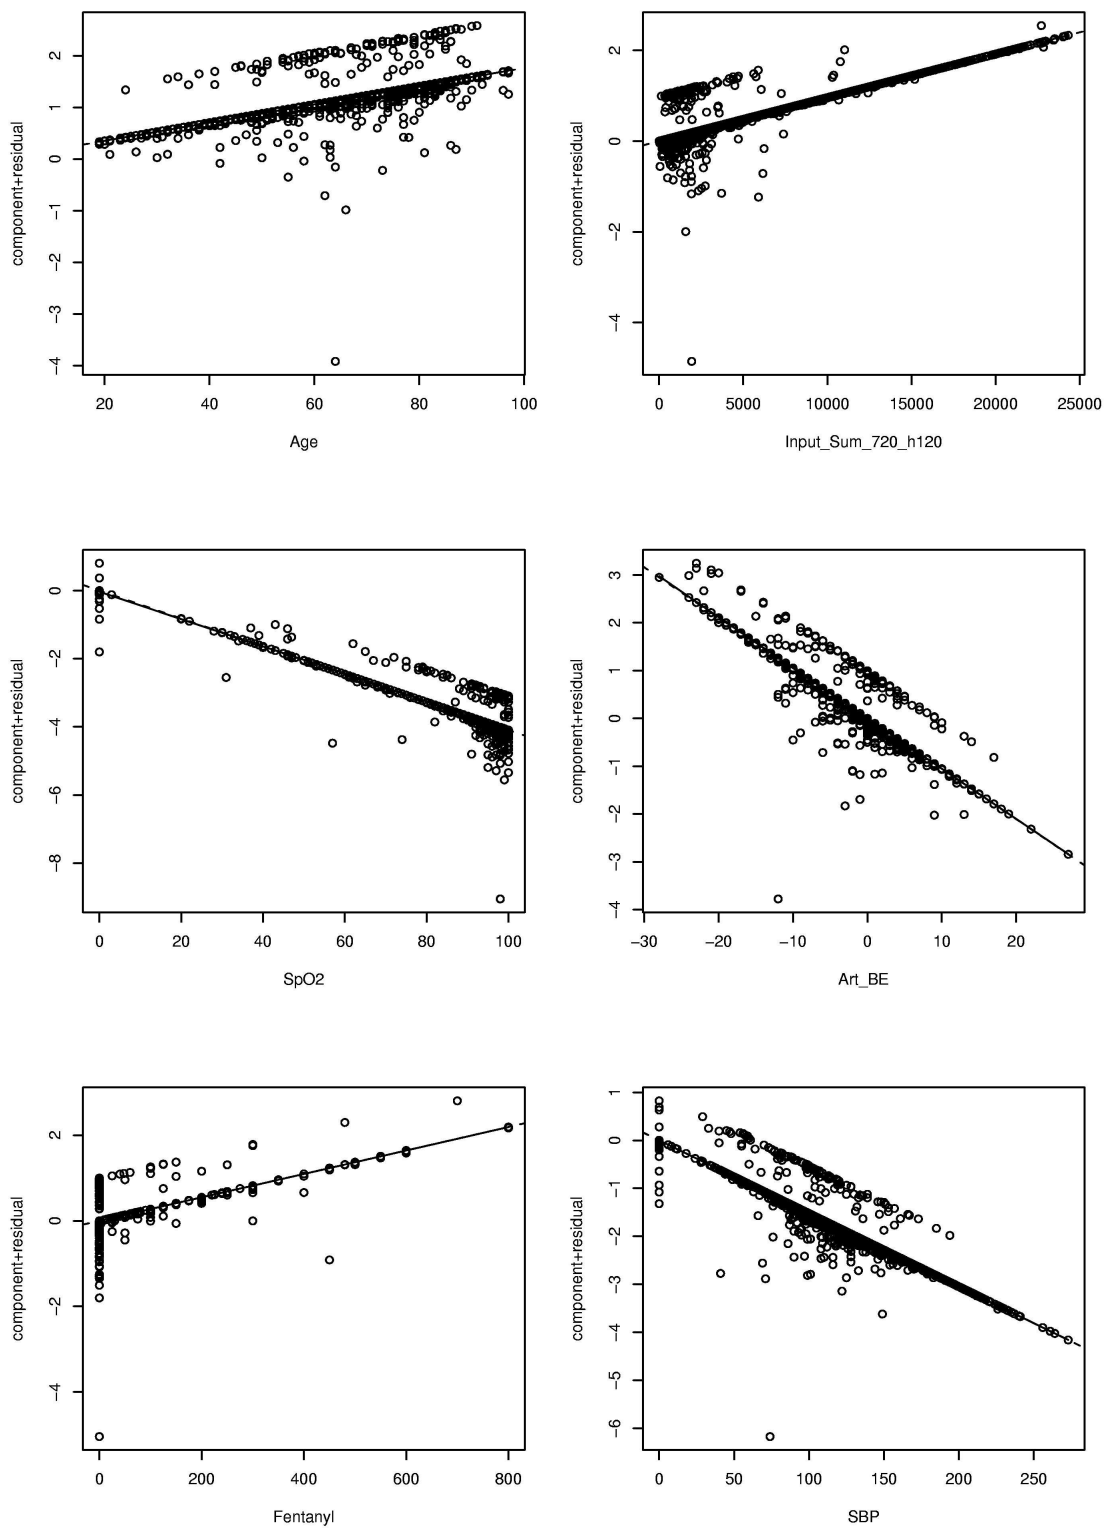 2
1
0
−1
−2
−3
−4
component+residual
20 40 60 80 100
Age
2
0
−2
−4
component+residual
0 5000 10000 15000 20000 25000
Input_Sum_720_h120
0
−2
−4
−6
−8
component+residual
0 20 40 60 80 100
SpO2
3
2
1
0
−1
−2
−3
−4
component+residual
−30 −20 −10 0 10 20
Art_BE
2
0
−2
−4
component+residual
0 200 400 600 800
Fentanyl
1
0
−1
−2
−3
−4
−5
−6
component+residual
0 50 100 150 200 250
SBP